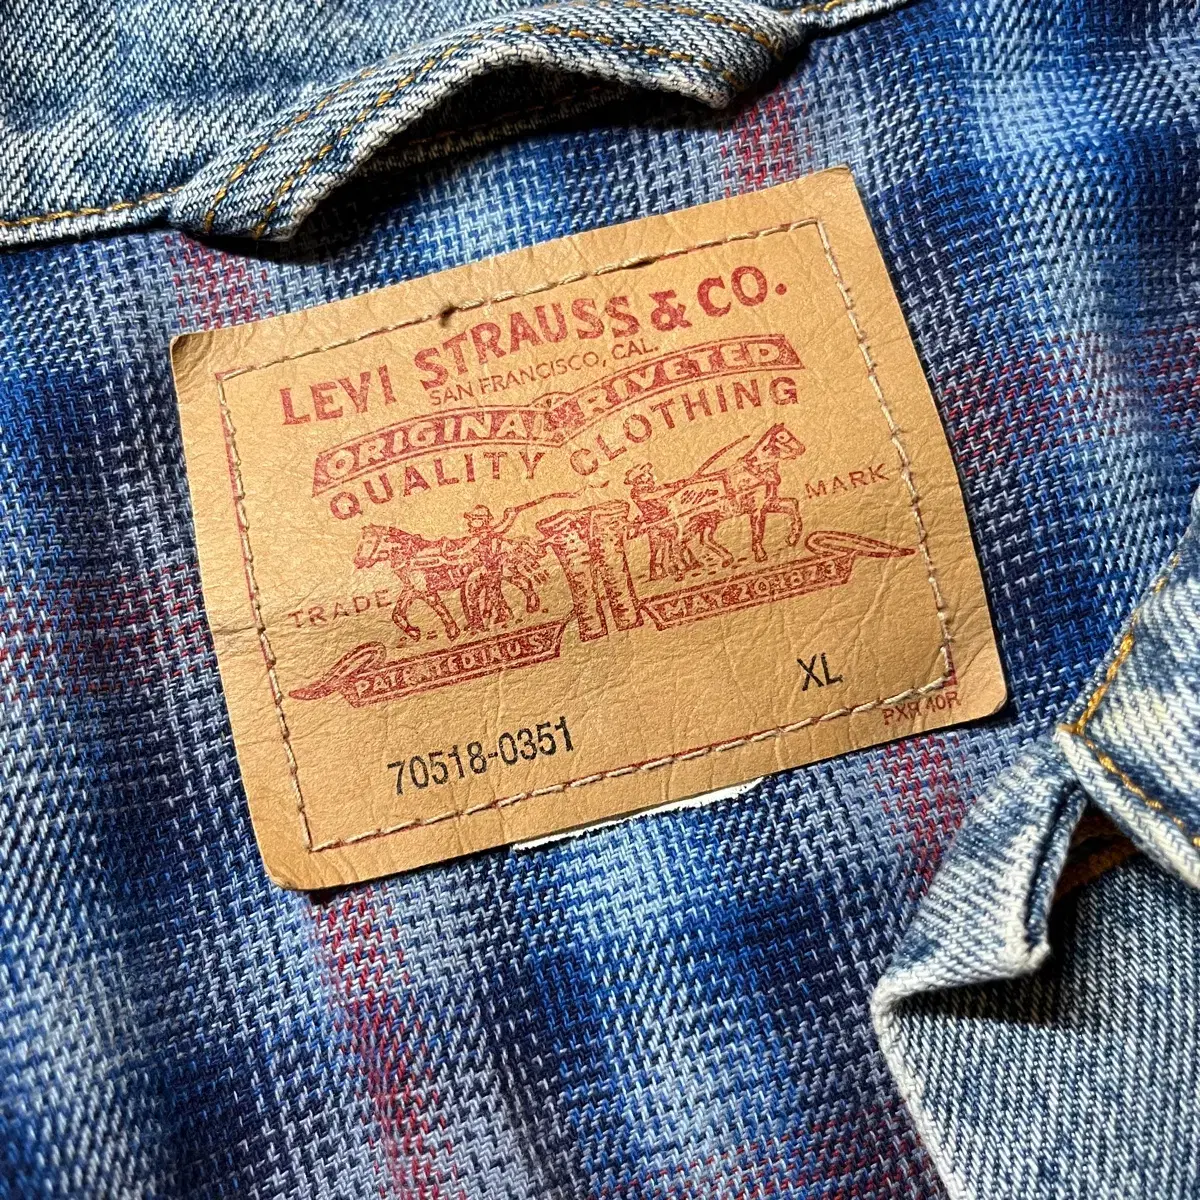 LEVI STRAUSS & CO.
SAN FRANCISCO, CAL.
ORIGINAL RIVETED
QUALITY CLOTHING
TRADE MARK
PATENTED IN U.S. MAY 20 1873
XL
70518-0351